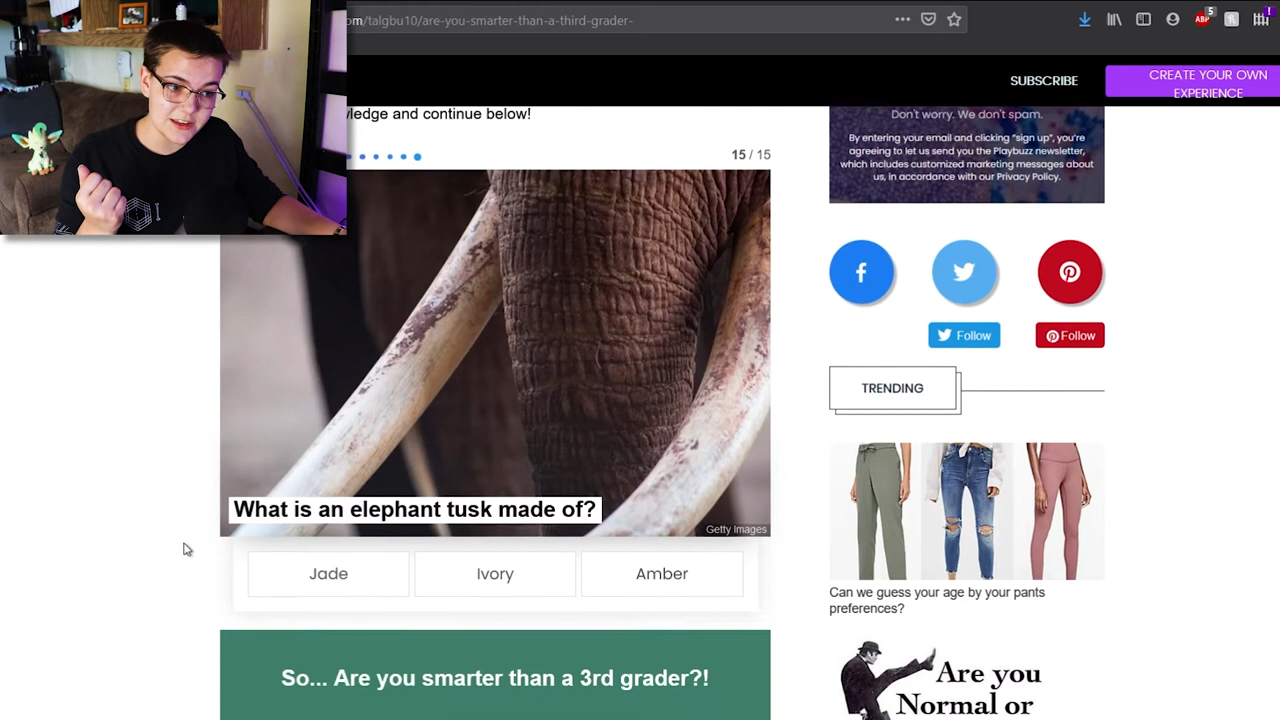 om/talgbu10/are-you-smarter-than-a-third-grader-
ABP
5
SUBSCRIBE
CREATE YOUR OWN
EXPERIENCE
wledge and continue below!
15 / 15
Don't worry. We don't spam.
By entering your email and clicking "sign up", you're
agreeing to let us send you the Playbuzz newsletter,
which includes customized marketing messages about
us, in accordance with our Privacy Policy.
Follow
Follow
TRENDING
What is an elephant tusk made of?
Getty Images
Jade
Ivory
Amber
Can we guess your age by your pants
preferences?
So... Are you smarter than a 3rd grader?!
Are you
Normal or